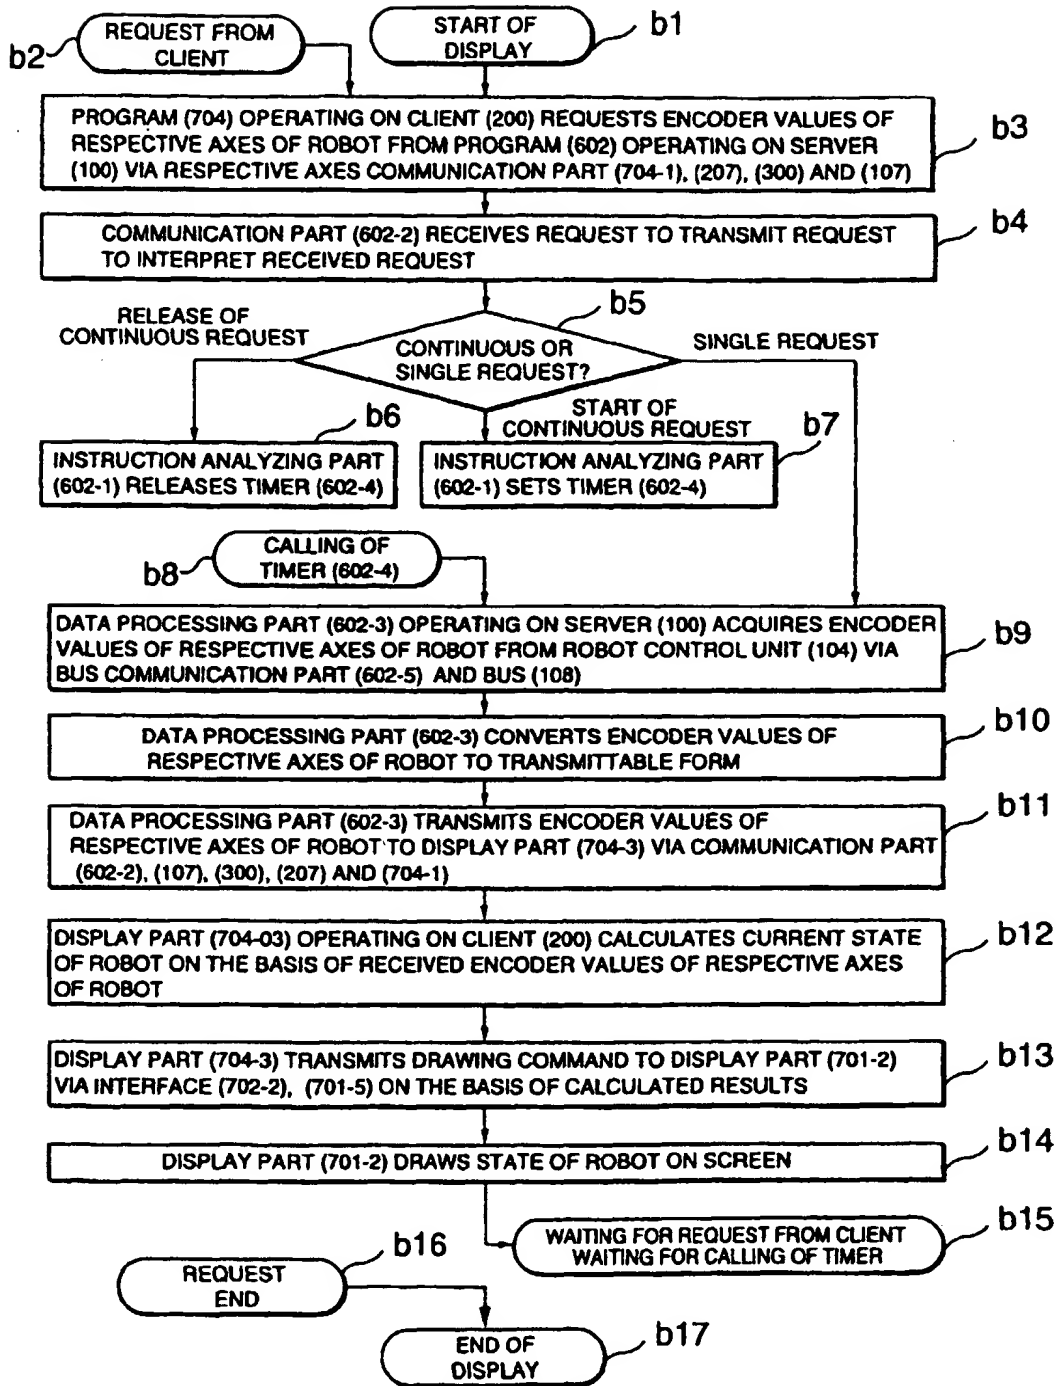 REQUEST FROM
CLIENT
b2
START OF
DISPLAY
b1
PROGRAM (704) OPERATING ON CLIENT (200) REQUESTS ENCODER VALUES OF
RESPECTIVE AXES OF ROBOT FROM PROGRAM (602) OPERATING ON SERVER
(100) VIA RESPECTIVE AXES COMMUNICATION PART (704-1), (207), (300) AND (107)
b3
COMMUNICATION PART (602-2) RECEIVES REQUEST TO TRANSMIT REQUEST
TO INTERPRET RECEIVED REQUEST
b4
RELEASE OF
CONTINUOUS REQUEST
b5
CONTINUOUS OR
SINGLE REQUEST?
SINGLE REQUEST
b6
START OF
CONTINUOUS REQUEST
b7
INSTRUCTION ANALYZING PART
(602-1) RELEASES TIMER (602-4)
INSTRUCTION ANALYZING PART
(602-1) SETS TIMER (602-4)
CALLING OF
TIMER (602-4)
b8
DATA PROCESSING PART (602-3) OPERATING ON SERVER (100) ACQUIRES ENCODER
VALUES OF RESPECTIVE AXES OF ROBOT FROM ROBOT CONTROL UNIT (104) VIA
BUS COMMUNICATION PART (602-5) AND BUS (108)
b9
DATA PROCESSING PART (602-3) CONVERTS ENCODER VALUES OF
RESPECTIVE AXES OF ROBOT TO TRANSMITTABLE FORM
b10
DATA PROCESSING PART (602-3) TRANSMITS ENCODER VALUES OF
RESPECTIVE AXES OF ROBOT TO DISPLAY PART (704-3) VIA COMMUNICATION PART
(602-2), (107), (300), (207) AND (704-1)
b11
DISPLAY PART (704-03) OPERATING ON CLIENT (200) CALCULATES CURRENT STATE
OF ROBOT ON THE BASIS OF RECEIVED ENCODER VALUES OF RESPECTIVE AXES
OF ROBOT
b12
DISPLAY PART (704-3) TRANSMITS DRAWING COMMAND TO DISPLAY PART (701-2)
VIA INTERFACE (702-2), (701-5) ON THE BASIS OF CALCULATED RESULTS
b13
DISPLAY PART (701-2) DRAWS STATE OF ROBOT ON SCREEN
b14
WAITING FOR REQUEST FROM CLIENT
WAITING FOR CALLING OF TIMER
b15
REQUEST
END
b16
END OF
DISPLAY
b17